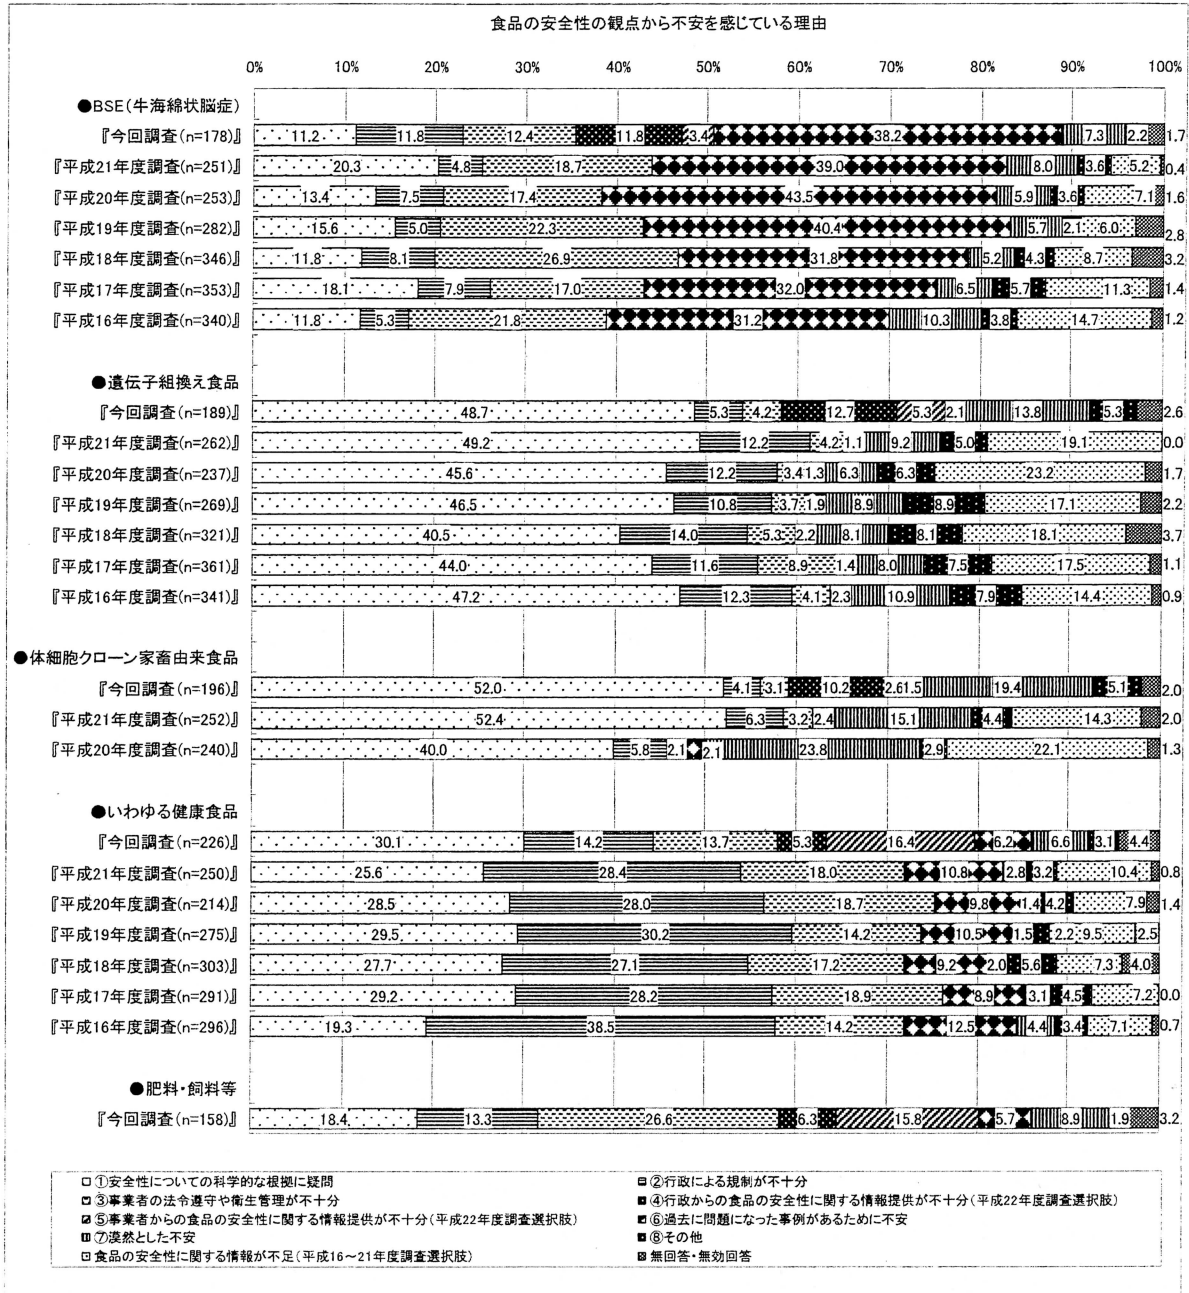 食品の安全性の観点から不安を感じている理由
0% 10% 20% 30% 40% 50% 60% 70% 80% 90% 100%
●BSE(牛海綿状脳症)
『今回調査(n=178)』 11.2 11.8 12.4 11.8 3.4 38.2 7.3 2.2 1.7
『平成21年度調査(n=251)』 20.3 4.8 18.7 39.0 8.0 3.6 5.2 0.4
『平成20年度調査(n=253)』 13.4 7.5 17.4 43.5 5.9 3.6 7.1 1.6
『平成19年度調査(n=282)』 15.6 5.0 22.3 40.4 5.7 2.1 6.0 2.8
『平成18年度調査(n=346)』 11.8 8.1 26.9 31.8 5.2 4.3 8.7 3.2
『平成17年度調査(n=353)』 18.1 7.9 17.0 32.0 6.5 5.7 11.3 1.4
『平成16年度調査(n=340)』 11.8 5.3 21.8 31.2 10.3 3.8 14.7 1.2
●遺伝子組換え食品
『今回調査(n=189)』 48.7 5.3 4.2 12.7 5.3 2.1 13.8 5.3 2.6
『平成21年度調査(n=262)』 49.2 12.2 4.2 1.1 9.2 5.0 19.1 0.0
『平成20年度調査(n=237)』 45.6 12.2 3.4 1.3 6.3 6.3 23.2 1.7
『平成19年度調査(n=269)』 46.5 10.8 3.7 1.9 8.9 8.9 17.1 2.2
『平成18年度調査(n=321)』 40.5 14.0 5.3 2.2 8.1 8.1 18.1 3.7
『平成17年度調査(n=361)』 44.0 11.6 8.9 1.4 8.0 7.5 17.5 1.1
『平成16年度調査(n=341)』 47.2 12.3 4.1 2.3 10.9 7.9 14.4 0.9
●体細胞クローン家畜由来食品
『今回調査(n=196)』 52.0 4.1 3.1 10.2 2.6 1.5 19.4 5.1 2.0
『平成21年度調査(n=252)』 52.4 6.3 3.2 2.4 15.1 4.4 14.3 2.0
『平成20年度調査(n=240)』 40.0 5.8 2.1 2.1 23.8 2.9 22.1 1.3
●いわゆる健康食品
『今回調査(n=226)』 30.1 14.2 13.7 5.3 16.4 6.2 6.6 3.1 4.4
『平成21年度調査(n=250)』 25.6 28.4 18.0 10.8 2.8 3.2 10.4 0.8
『平成20年度調査(n=214)』 28.5 28.0 18.7 9.8 1.4 4.2 7.9 1.4
『平成19年度調査(n=275)』 29.5 30.2 14.2 10.5 1.5 2.2 9.5 2.5
『平成18年度調査(n=303)』 27.7 27.1 17.2 9.2 2.0 5.6 7.3 4.0
『平成17年度調査(n=291)』 29.2 28.2 18.9 8.9 3.1 4.5 7.2 0.0
『平成16年度調査(n=296)』 19.3 38.5 14.2 12.5 4.4 3.4 7.1 0.7
●肥料・飼料等
『今回調査(n=158)』 18.4 13.3 26.6 6.3 15.8 5.7 8.9 1.9 3.2
①安全性についての科学的な根拠に疑問 ②行政による規制が不十分
③事業者の法令遵守や衛生管理が不十分 ④行政からの食品の安全性に関する情報提供が不十分(平成22年度調査選択肢)
⑤事業者からの食品の安全性に関する情報提供が不十分(平成22年度調査選択肢) ⑥過去に問題になった事例があるために不安
⑦漠然とした不安 ⑧その他
食品の安全性に関する情報が不足(平成16～21年度調査選択肢) 無回答・無効回答